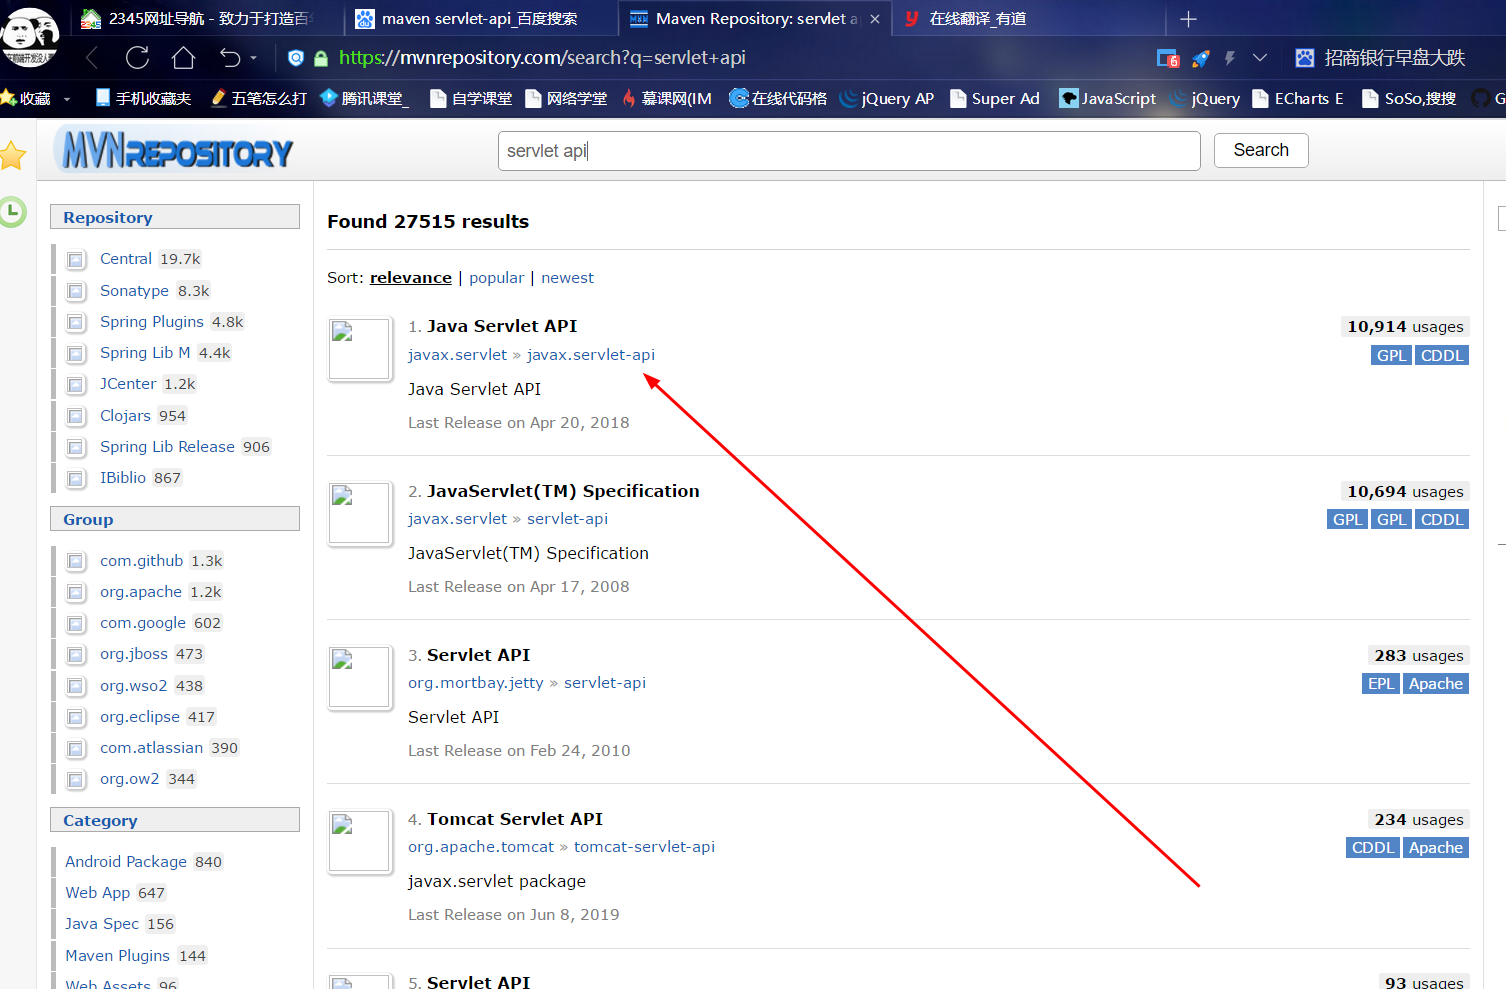 2345网址导航 - 致力于打造百
maven servlet-api_百度搜索
Maven Repository: servlet a
在线翻译_有道
https://mvnrepository.com/search?q=servlet+api
6
招商银行早盘大跌
收藏
手机收藏夹
五笔怎么打
腾讯课堂_
自学课堂
网络学堂
慕课网(IM
在线代码格
jQuery AP
Super Ad
JavaScript
jQuery
ECharts E
SoSo,搜搜
G
MVNREPOSITORY
servlet api
Search
Repository
Central 19.7k
Sonatype 8.3k
Spring Plugins 4.8k
Spring Lib M 4.4k
JCenter 1.2k
Clojars 954
Spring Lib Release 906
IBiblio 867
Group
com.github 1.3k
org.apache 1.2k
com.google 602
org.jboss 473
org.wso2 438
org.eclipse 417
com.atlassian 390
org.ow2 344
Category
Android Package 840
Web App 647
Java Spec 156
Maven Plugins 144
Web Assets 96
Found 27515 results
Sort: relevance | popular | newest
1. Java Servlet API
10,914 usages
javax.servlet » javax.servlet-api
GPL CDDL
Java Servlet API
Last Release on Apr 20, 2018
2. JavaServlet(TM) Specification
10,694 usages
javax.servlet » servlet-api
GPL GPL CDDL
JavaServlet(TM) Specification
Last Release on Apr 17, 2008
3. Servlet API
283 usages
org.mortbay.jetty » servlet-api
EPL Apache
Servlet API
Last Release on Feb 24, 2010
4. Tomcat Servlet API
234 usages
org.apache.tomcat » tomcat-servlet-api
CDDL Apache
javax.servlet package
Last Release on Jun 8, 2019
5. Servlet API
93 usages